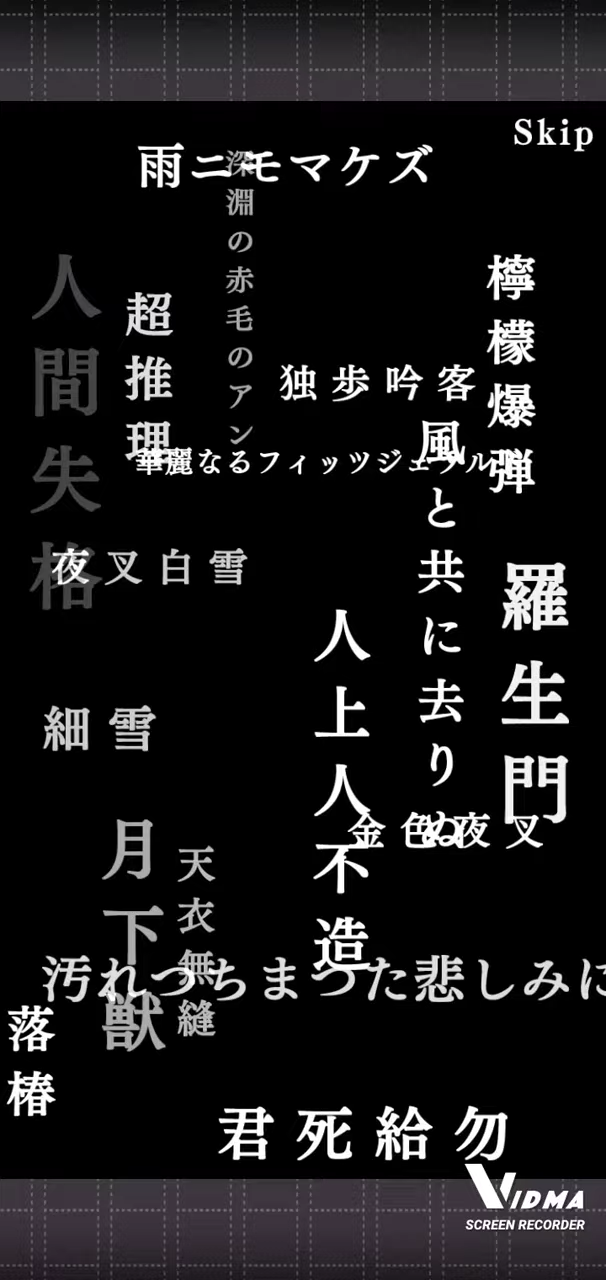 Skip
雨ニモマケズ
深淵の赤毛のアン
人間失格
超推理
檸檬爆弾
独歩吟客
風と共に去りぬ
華麗なるフィッツジェラル
夜叉白雪
羅生門
人上人不造
細雪
金色夜叉
月下獣
天衣無縫
汚れつちまつた悲しみに
落椿
君死給勿
VIDMA
SCREEN RECORDER